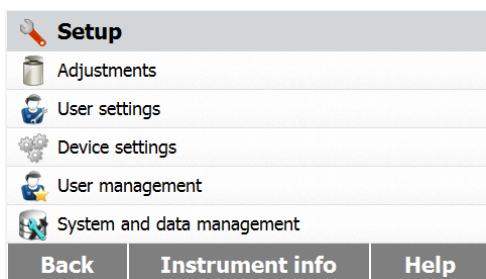 Setup
Adjustments
User settings
Device settings
User management
System and data management
Back Instrument info Help